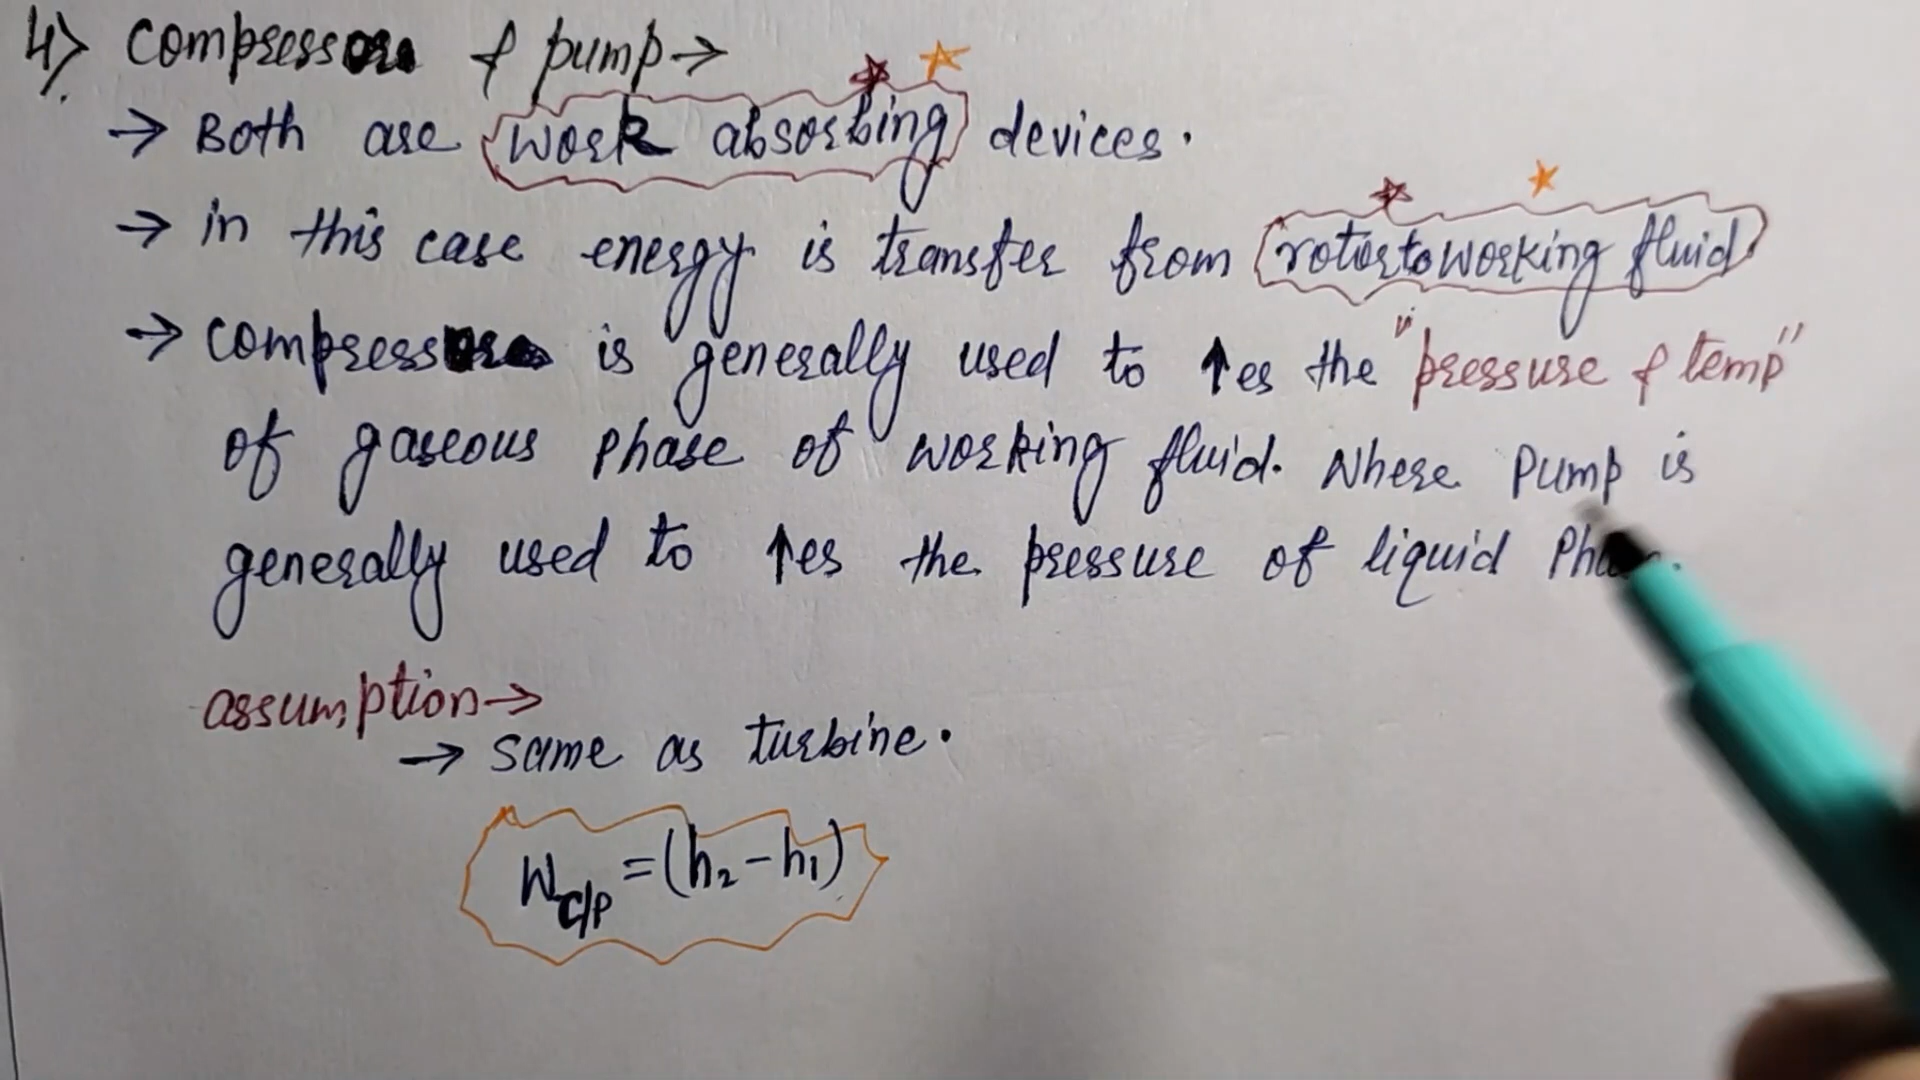 4) Compressor & pump →
→ Both are work absorbing devices.
→ in this case energy is transfer from rotor to working fluid
→ compressor is generally used to ↑es the "pressure & temp"
of gaseous phase of working fluid. Where Pump is
generally used to ↑es the pressure of liquid Phase.
assumption →
→ same as turbine.
W_C/P = (h₂ - h₁)